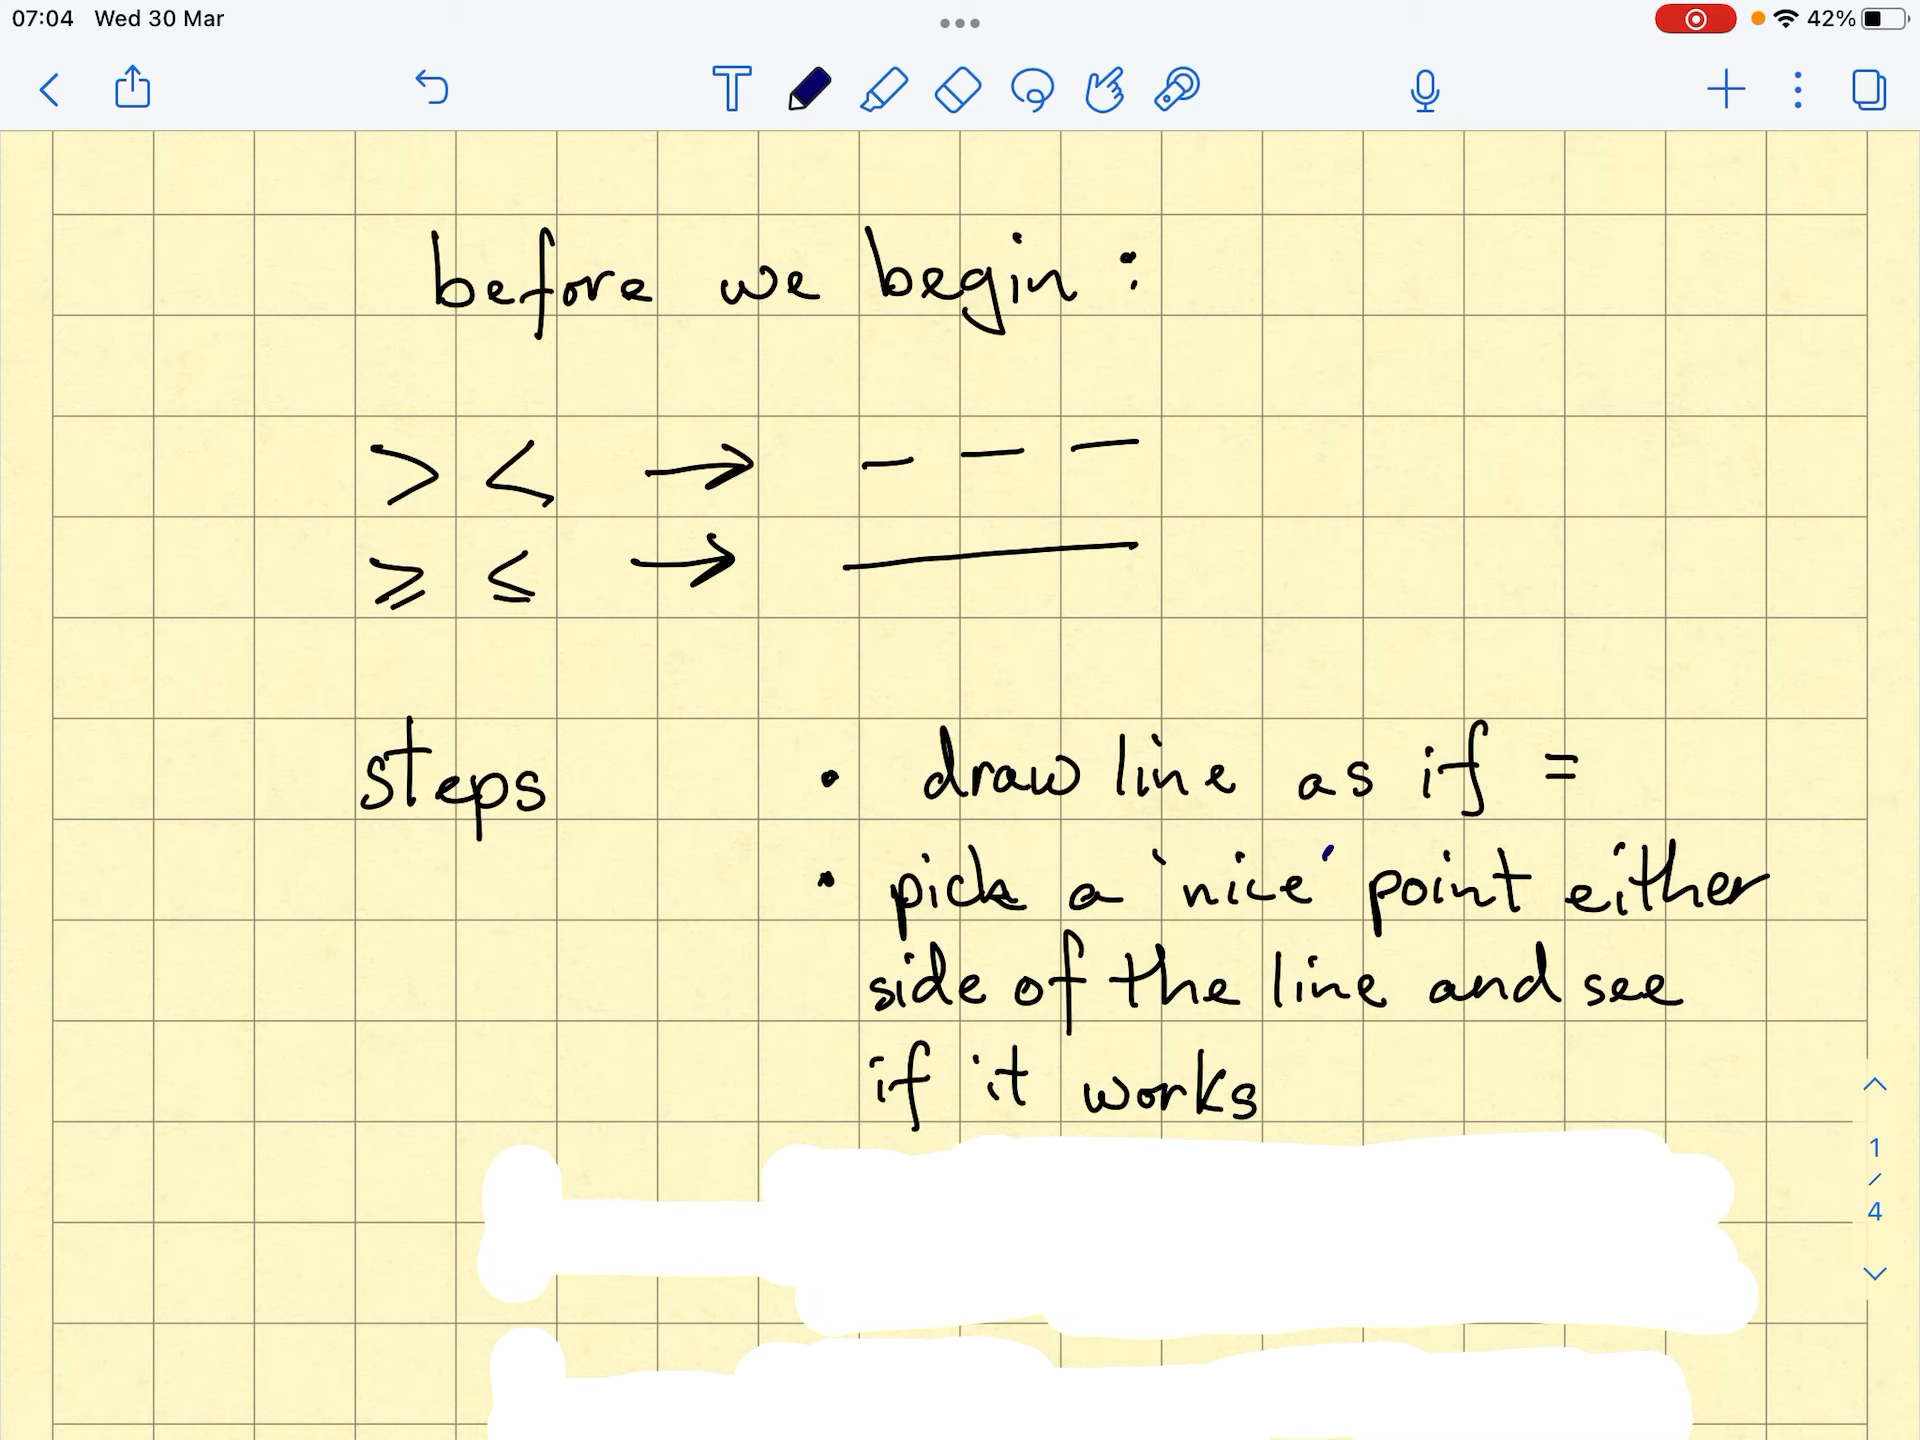 07:04 Wed 30 Mar
42%
before we begin :
> < → — — —
≥ ≤ → ———
steps
• draw line as if =
• pick a 'nice' point either
side of the line and see
if it works
1
/
4